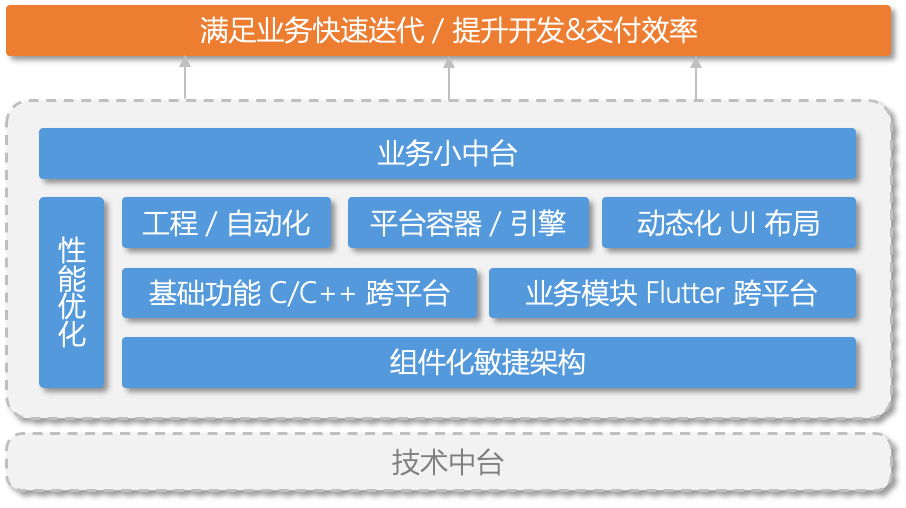 满足业务快速迭代 / 提升开发&交付效率
业务小中台
性能优化
工程 / 自动化
平台容器 / 引擎
动态化 UI 布局
基础功能 C/C++ 跨平台
业务模块 Flutter 跨平台
组件化敏捷架构
技术中台